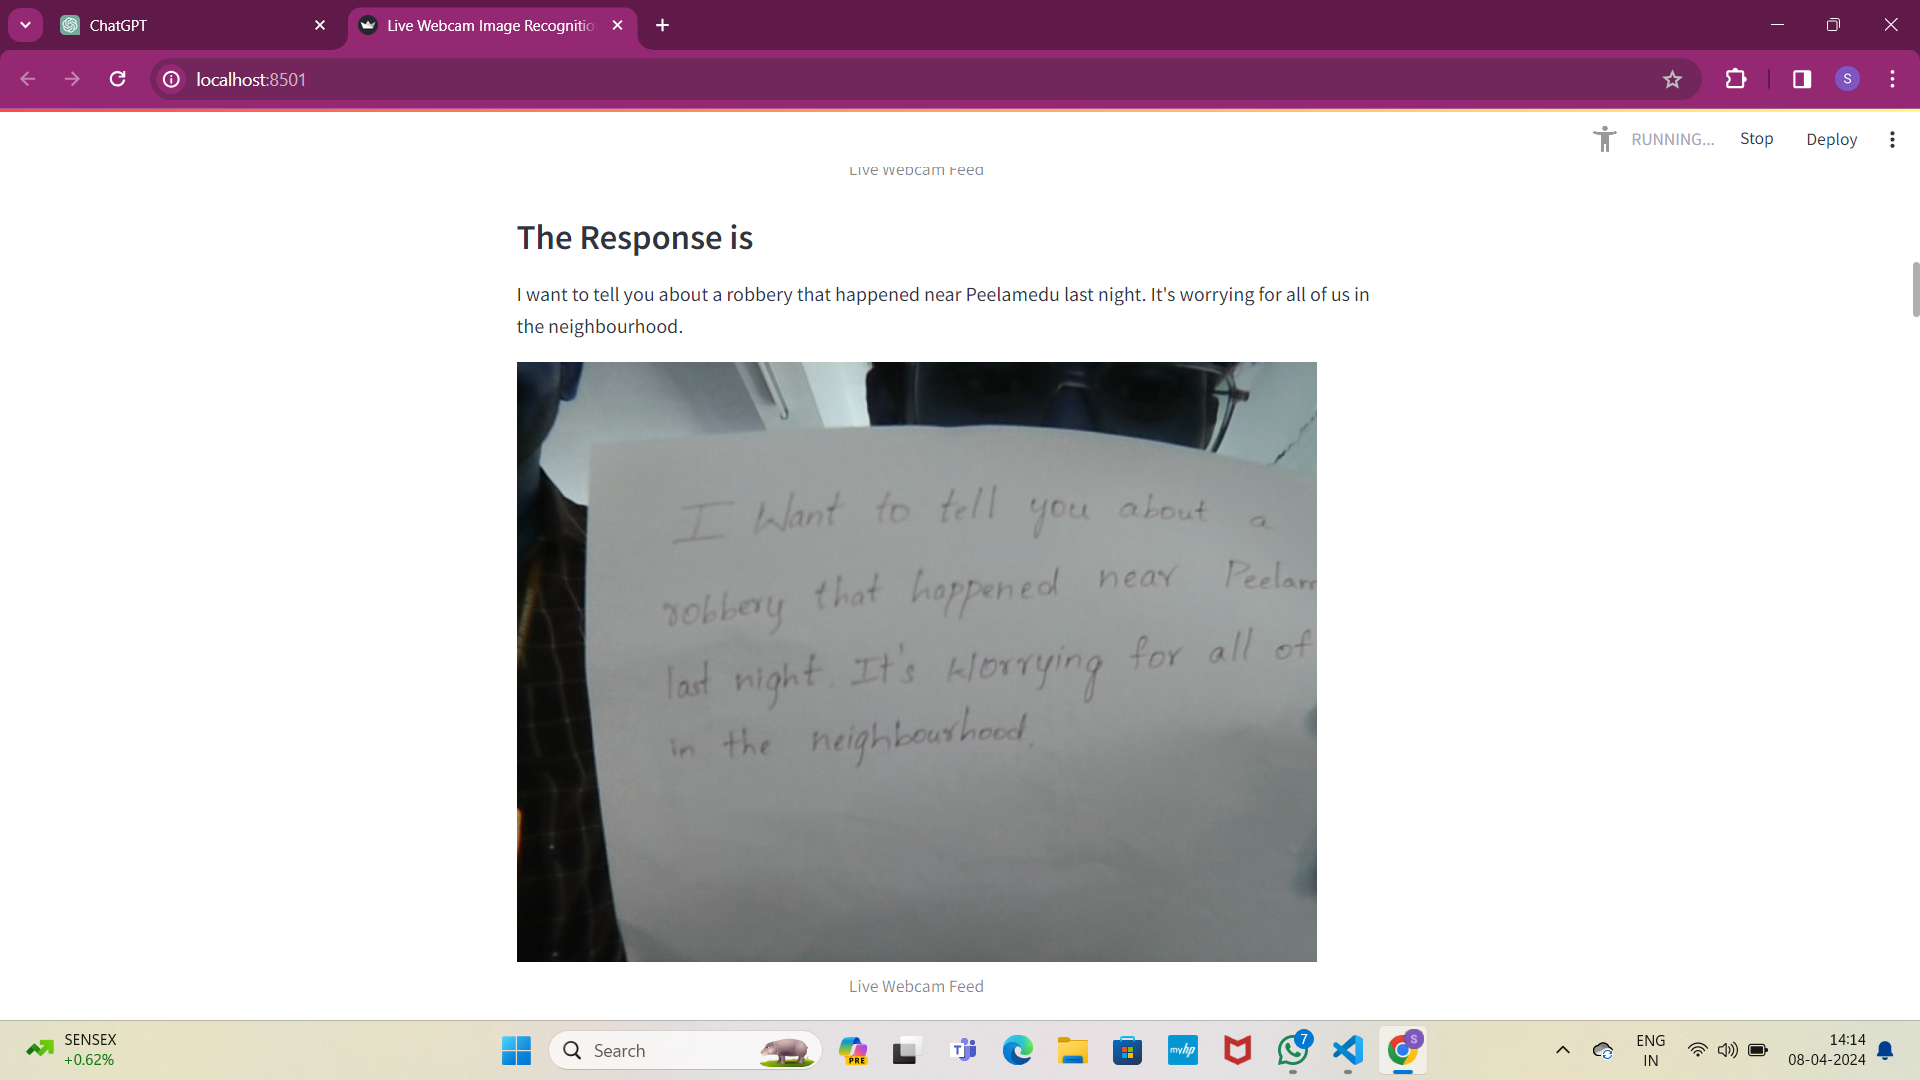 ChatGPT
Live Webcam Image Recognitio
localhost:8501
S
RUNNING...
Stop
Deploy
Live Webcam Feed
The Response is
I want to tell you about a robbery that happened near Peelamedu last night. It's worrying for all of us in
the neighbourhood.
I Want to tell you about a
robbery that happened near Peelam
last night. It's Worrying for all of
in the neighbourhood.
Live Webcam Feed
SENSEX
+0.62%
Search
PRE
T
myhp
7
S
ENG
IN
14:14
08-04-2024